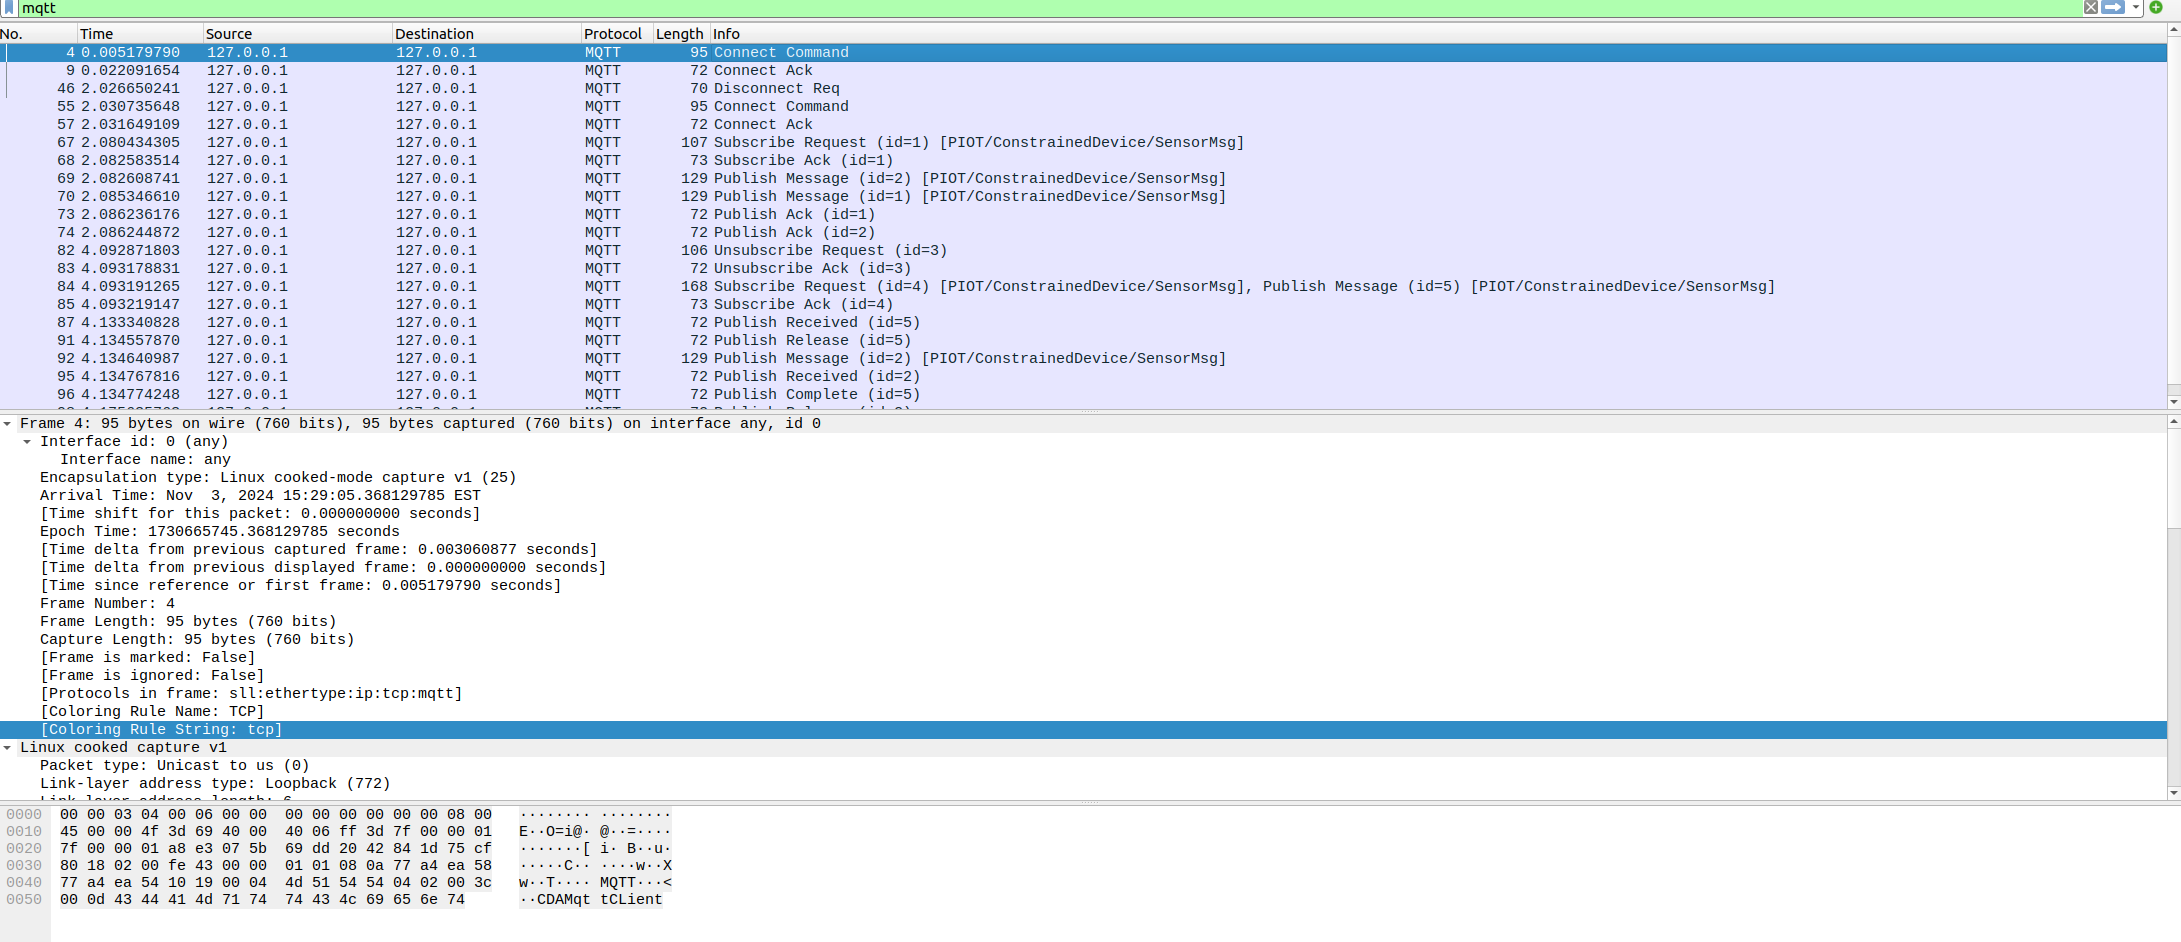 mqtt
No. Time Source Destination Protocol Length Info
4 0.005179790 127.0.0.1 127.0.0.1 MQTT 95 Connect Command
9 0.022091654 127.0.0.1 127.0.0.1 MQTT 72 Connect Ack
46 2.026650241 127.0.0.1 127.0.0.1 MQTT 70 Disconnect Req
55 2.030735648 127.0.0.1 127.0.0.1 MQTT 95 Connect Command
57 2.031649109 127.0.0.1 127.0.0.1 MQTT 72 Connect Ack
67 2.080434305 127.0.0.1 127.0.0.1 MQTT 107 Subscribe Request (id=1) [PIOT/ConstrainedDevice/SensorMsg]
68 2.082583514 127.0.0.1 127.0.0.1 MQTT 73 Subscribe Ack (id=1)
69 2.082608741 127.0.0.1 127.0.0.1 MQTT 129 Publish Message (id=2) [PIOT/ConstrainedDevice/SensorMsg]
70 2.085346610 127.0.0.1 127.0.0.1 MQTT 129 Publish Message (id=1) [PIOT/ConstrainedDevice/SensorMsg]
73 2.086236176 127.0.0.1 127.0.0.1 MQTT 72 Publish Ack (id=1)
74 2.086244872 127.0.0.1 127.0.0.1 MQTT 72 Publish Ack (id=2)
82 4.092871803 127.0.0.1 127.0.0.1 MQTT 106 Unsubscribe Request (id=3)
83 4.093178831 127.0.0.1 127.0.0.1 MQTT 72 Unsubscribe Ack (id=3)
84 4.093191265 127.0.0.1 127.0.0.1 MQTT 168 Subscribe Request (id=4) [PIOT/ConstrainedDevice/SensorMsg], Publish Message (id=5) [PIOT/ConstrainedDevice/SensorMsg]
85 4.093219147 127.0.0.1 127.0.0.1 MQTT 73 Subscribe Ack (id=4)
87 4.133340828 127.0.0.1 127.0.0.1 MQTT 72 Publish Received (id=5)
91 4.134557870 127.0.0.1 127.0.0.1 MQTT 72 Publish Release (id=5)
92 4.134640987 127.0.0.1 127.0.0.1 MQTT 129 Publish Message (id=2) [PIOT/ConstrainedDevice/SensorMsg]
95 4.134767816 127.0.0.1 127.0.0.1 MQTT 72 Publish Received (id=2)
96 4.134774248 127.0.0.1 127.0.0.1 MQTT 72 Publish Complete (id=5)
Frame 4: 95 bytes on wire (760 bits), 95 bytes captured (760 bits) on interface any, id 0
Interface id: 0 (any)
Interface name: any
Encapsulation type: Linux cooked-mode capture v1 (25)
Arrival Time: Nov  3, 2024 15:29:05.368129785 EST
[Time shift for this packet: 0.000000000 seconds]
Epoch Time: 1730665745.368129785 seconds
[Time delta from previous captured frame: 0.003060877 seconds]
[Time delta from previous displayed frame: 0.000000000 seconds]
[Time since reference or first frame: 0.005179790 seconds]
Frame Number: 4
Frame Length: 95 bytes (760 bits)
Capture Length: 95 bytes (760 bits)
[Frame is marked: False]
[Frame is ignored: False]
[Protocols in frame: sll:ethertype:ip:tcp:mqtt]
[Coloring Rule Name: TCP]
[Coloring Rule String: tcp]
Linux cooked capture v1
Packet type: Unicast to us (0)
Link-layer address type: Loopback (772)
Link-layer address length: 6
0000 00 00 03 04 00 06 00 00 00 00 00 00 00 00 08 00 ········ ········
0010 45 00 00 4f 3d 69 40 00 40 06 ff 3d 7f 00 00 01 E··O=i@· @··=····
0020 7f 00 00 01 a8 e3 07 5b 69 dd 20 42 84 1d 75 cf ·······[ i· B··u·
0030 80 18 02 00 fe 43 00 00 01 01 08 0a 77 a4 ea 58 ·····C·· ····w··X
0040 77 a4 ea 54 10 19 00 04 4d 51 54 54 04 02 00 3c w··T···· MQTT···<
0050 00 0d 43 44 41 4d 71 74 74 43 4c 69 65 6e 74 ··CDAMqt tCLient